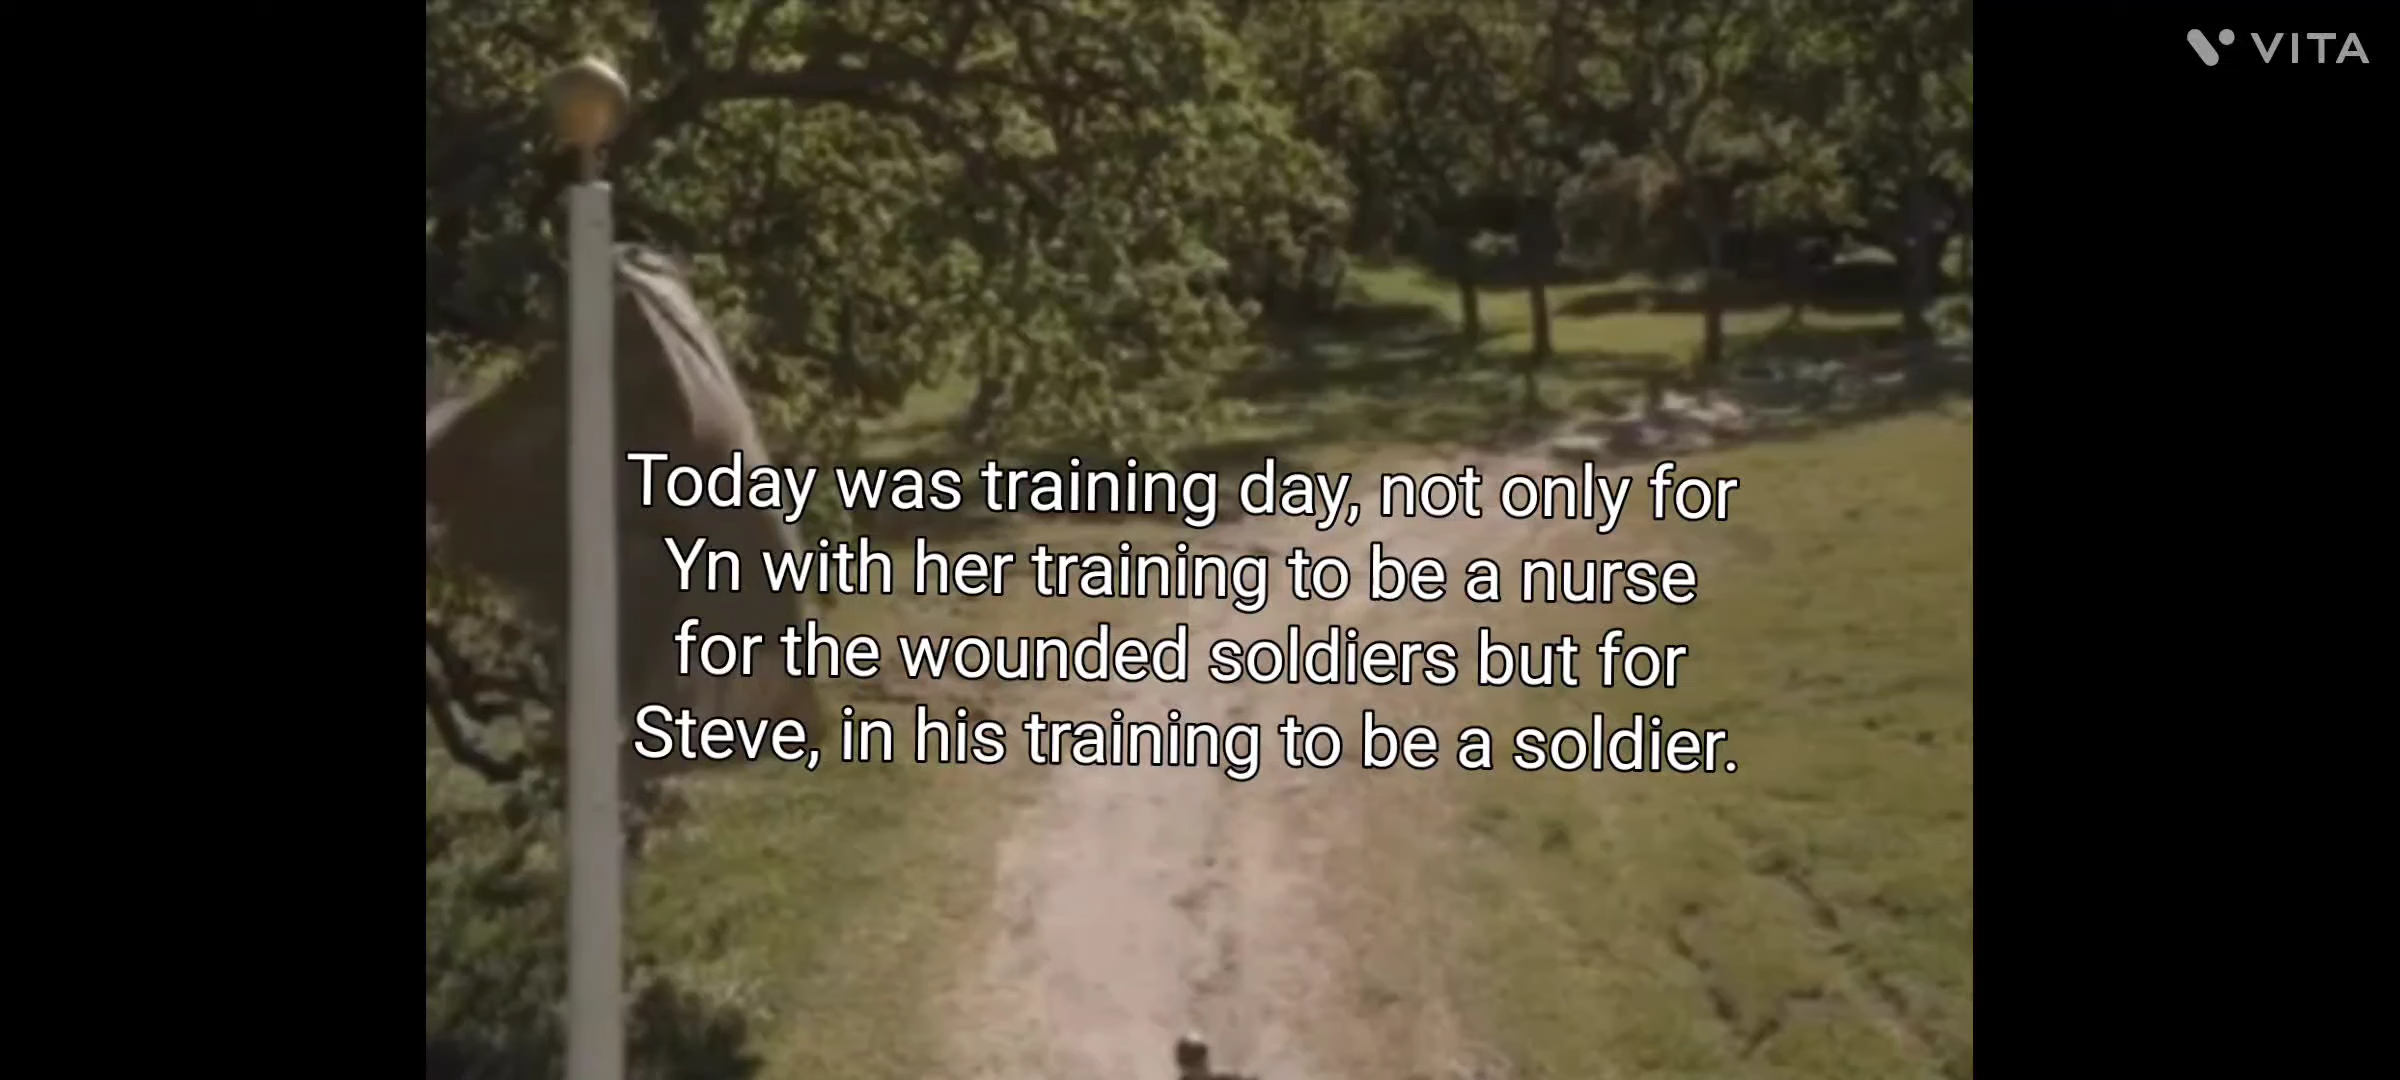 VITA
Today was training day, not only for
Yn with her training to be a nurse
for the wounded soldiers but for
Steve, in his training to be a soldier.